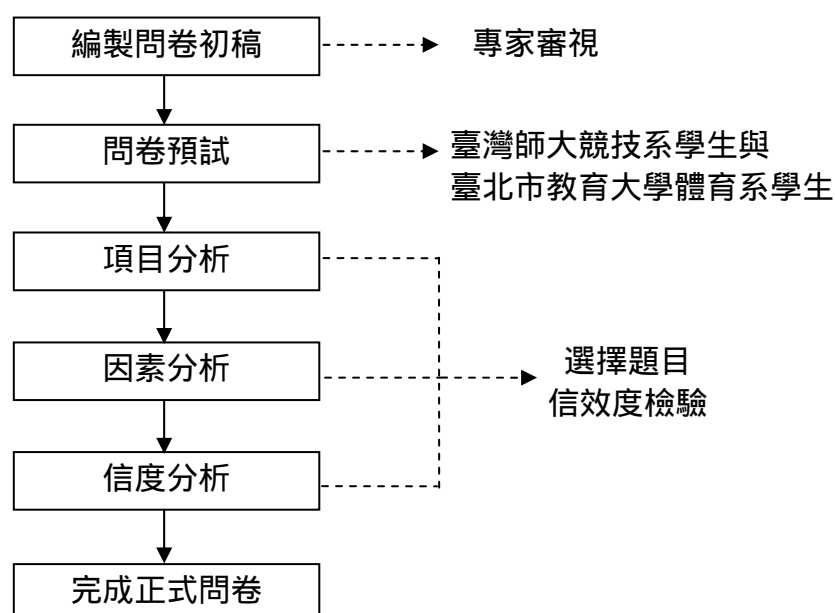 編製問卷初稿
專家審視
問卷預試
臺灣師大競技系學生與
臺北市教育大學體育系學生
項目分析
因素分析
選擇題目
信效度檢驗
信度分析
完成正式問卷